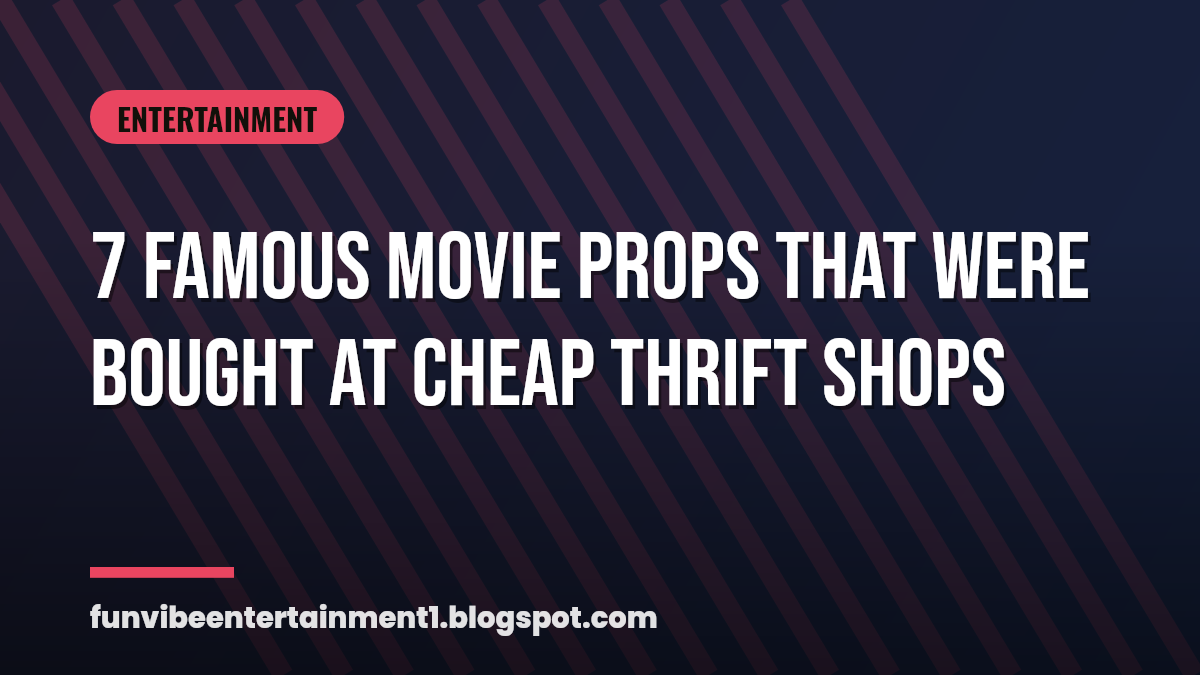 ENTERTAINMENT
7 FAMOUS MOVIE PROPS THAT WERE
BOUGHT AT CHEAP THRIFT SHOPS
funvibeentertainment1.blogspot.com